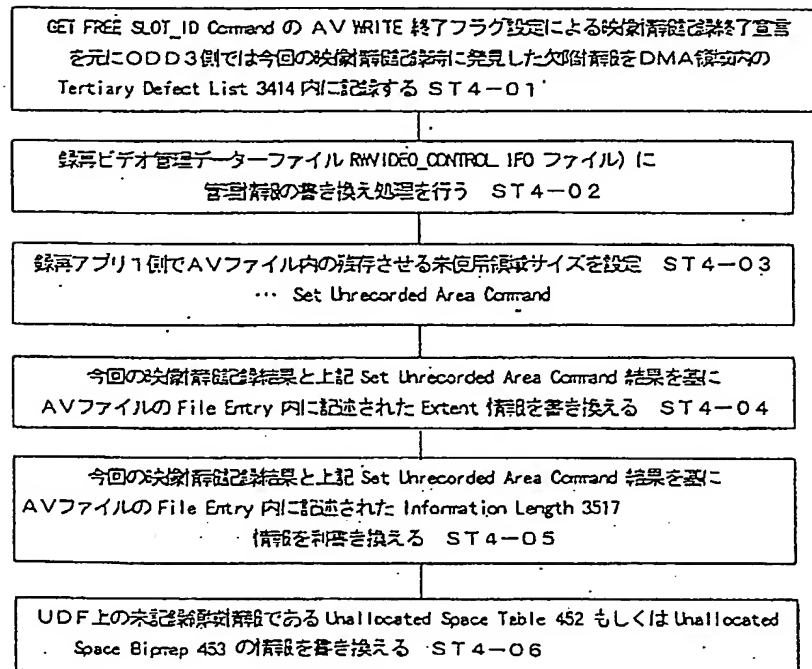 GET FREE SLOT_ID Command の AV WRITE 終了フラグ設定による映像情報記録終了宣言
を元にODD3側では今回の映像情報記録時に発見した欠陥情報をDMA領域内の
Tertiary Defect List 3414 内に記録する ST4-01
録再ビデオ管理データーファイル RWVIDEO_CONTROL IFO ファイル) に
管理情報の書き換え処理を行う ST4-02
録再アプリ1側でAVファイル内の残存させる未使用領域サイズを設定 ST4-03
… Set Unrecorded Area Command
今回の映像情報記録結果と上記 Set Unrecorded Area Command 結果を基に
AVファイルの File Entry 内に記述された Extent 情報を書き換える ST4-04
今回の映像情報記録結果と上記 Set Unrecorded Area Command 結果を基に
AVファイルの File Entry 内に記述された Information Length 3517
情報を利書き換える ST4-05
UDF上の未記録領域情報である Unallocated Space Table 452 もしくは Unallocated
Space Bipmep 453 の情報を書き換える ST4-06